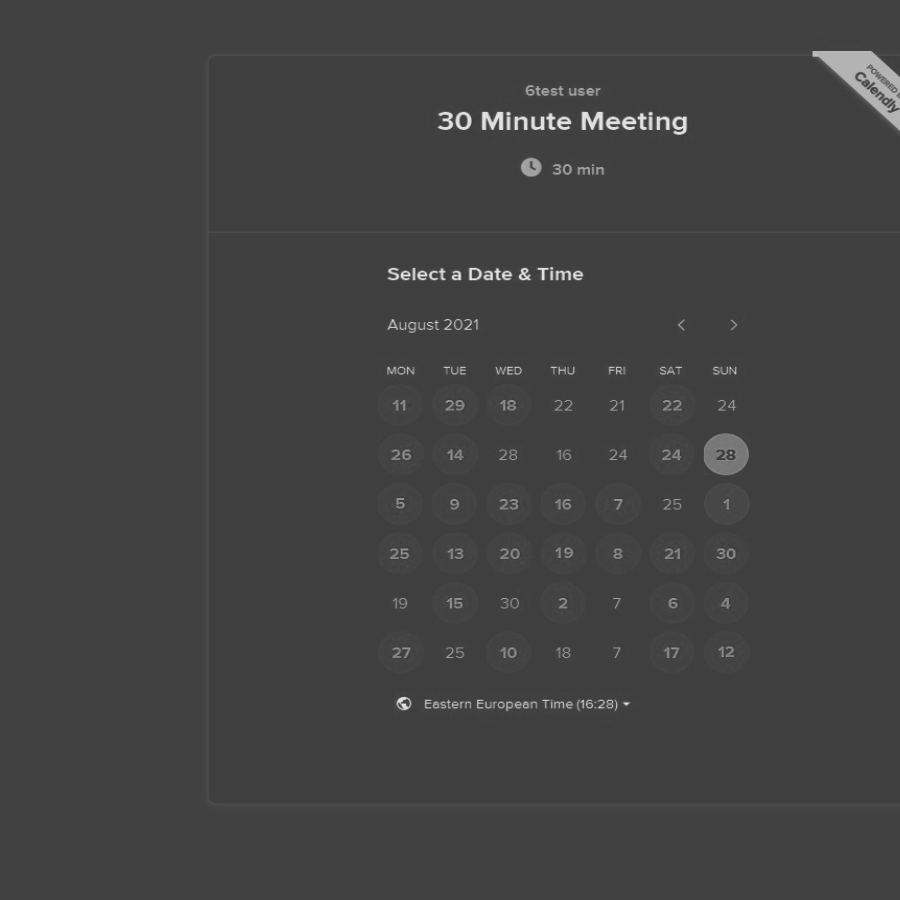 6test user
30 Minute Meeting
30 min
POWERED
Calendly
Select a Date & Time
August 2021
MON TUE WED THU FRI SAT SUN
11 29 18 22 21 22 24
26 14 28 16 24 24 28
5 9 23 16 7 25 1
25 13 20 19 8 21 30
19 15 30 2 7 6 4
27 25 10 18 7 17 12
Eastern European Time (16:28)